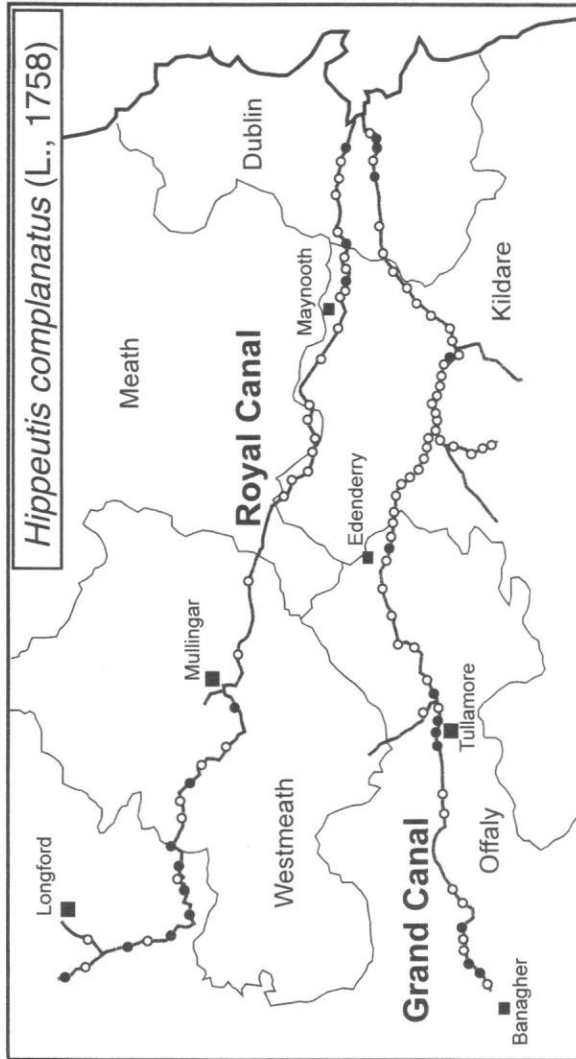 Hippeutis complanatus (L., 1758)
Meath
Dublin
Longford
Mullingar
Royal Canal
Maynooth
Westmeath
Edenderry
Kildare
Grand Canal
Tullamore
Offaly
Banagher